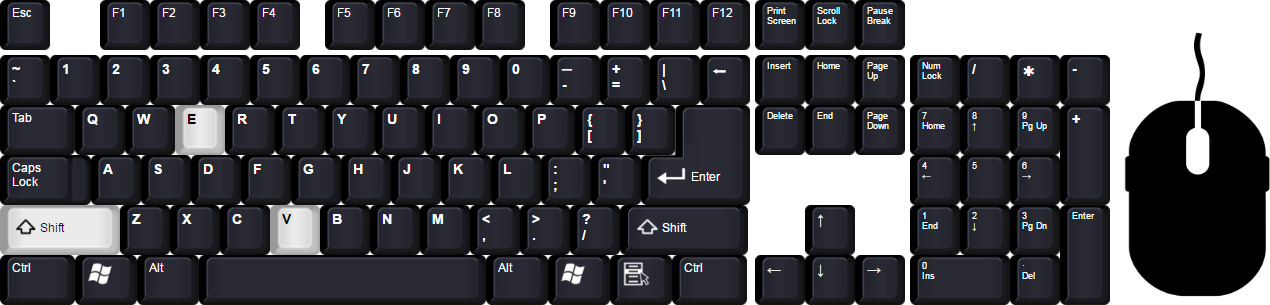 Esc F1 F2 F3 F4 F5 F6 F7 F8 F9 F10 F11 F12 Print Screen Scroll Lock Pause Break
~ ` 1 2 3 4 5 6 7 8 9 0 — - + = | \ ← Insert Home Page Up Num Lock / * -
Tab Q W E R T Y U I O P { [ } ] Delete End Page Down 7 Home 8 ↑ 9 Pg Up +
Caps Lock A S D F G H J K L : ; " ' Enter 4 ← 5 6 →
Shift Z X C V B N M < , > . ? / Shift ↑ 1 End 2 ↓ 3 Pg Dn Enter
Ctrl Alt Alt Ctrl ← ↓ → 0 Ins . Del